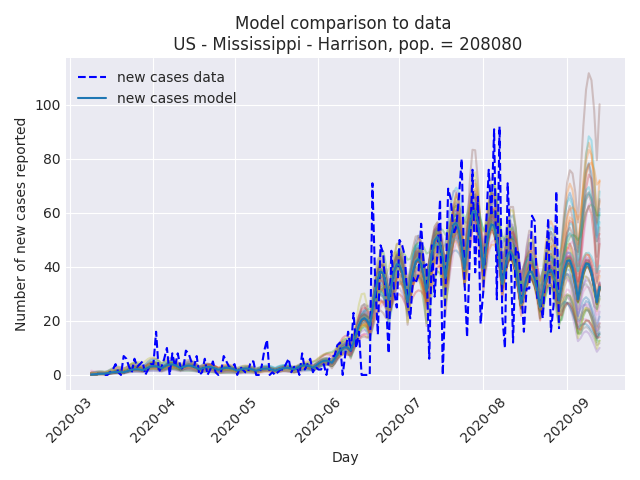 Model comparison to data
US - Mississippi - Harrison, pop. = 208080
new cases data
new cases model
Number of new cases reported
100
80
60
40
20
0
2020-03
2020-04
2020-05
2020-06
2020-07
2020-08
2020-09
Day